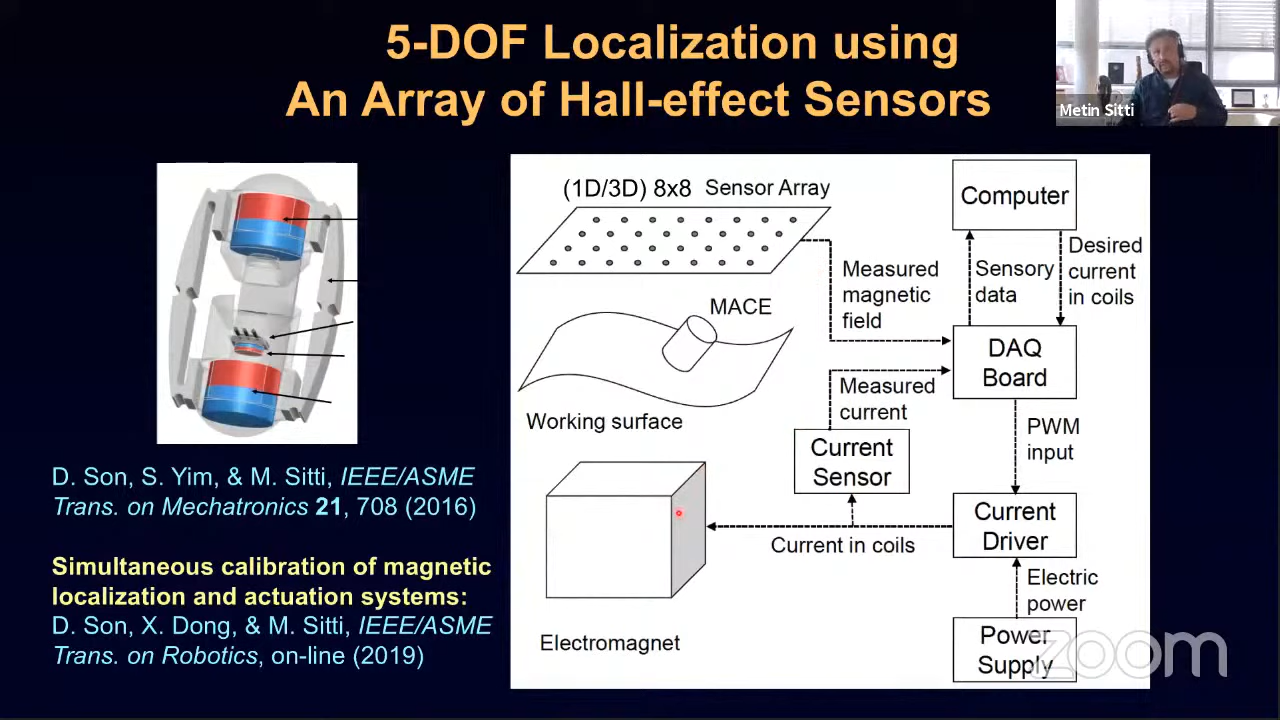 5-DOF Localization using
An Array of Hall-effect Sensors
Metin Sitti
(1D/3D) 8x8 Sensor Array
Computer
Measured
magnetic
field
Sensory
data
Desired
current
in coils
MACE
DAQ
Board
Working surface
Measured
current
PWM
input
Current
Sensor
Current
Driver
Current in coils
Electric
power
Electromagnet
Power
Supply
D. Son, S. Yim, & M. Sitti, IEEE/ASME
Trans. on Mechatronics 21, 708 (2016)
Simultaneous calibration of magnetic
localization and actuation systems:
D. Son, X. Dong, & M. Sitti, IEEE/ASME
Trans. on Robotics, on-line (2019)
zoom